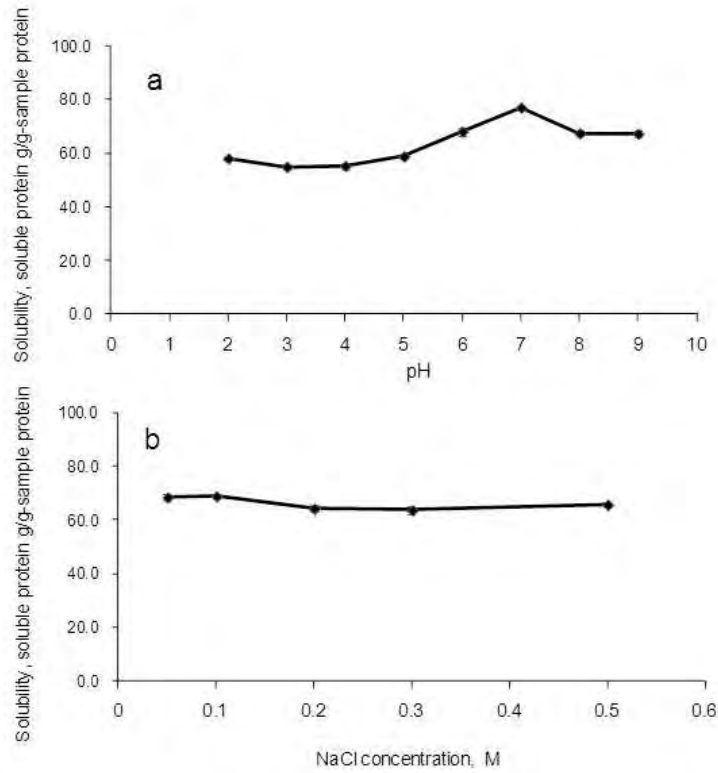 Solubility, soluble protein g/g-sample protein
a
100.0
80.0
60.0
40.0
20.0
0.0
0 1 2 3 4 5 6 7 8 9 10
pH
Solubility, soluble protein g/g-sample protein
b
100.0
80.0
60.0
40.0
20.0
0.0
0 0.1 0.2 0.3 0.4 0.5 0.6
NaCl concentration, M